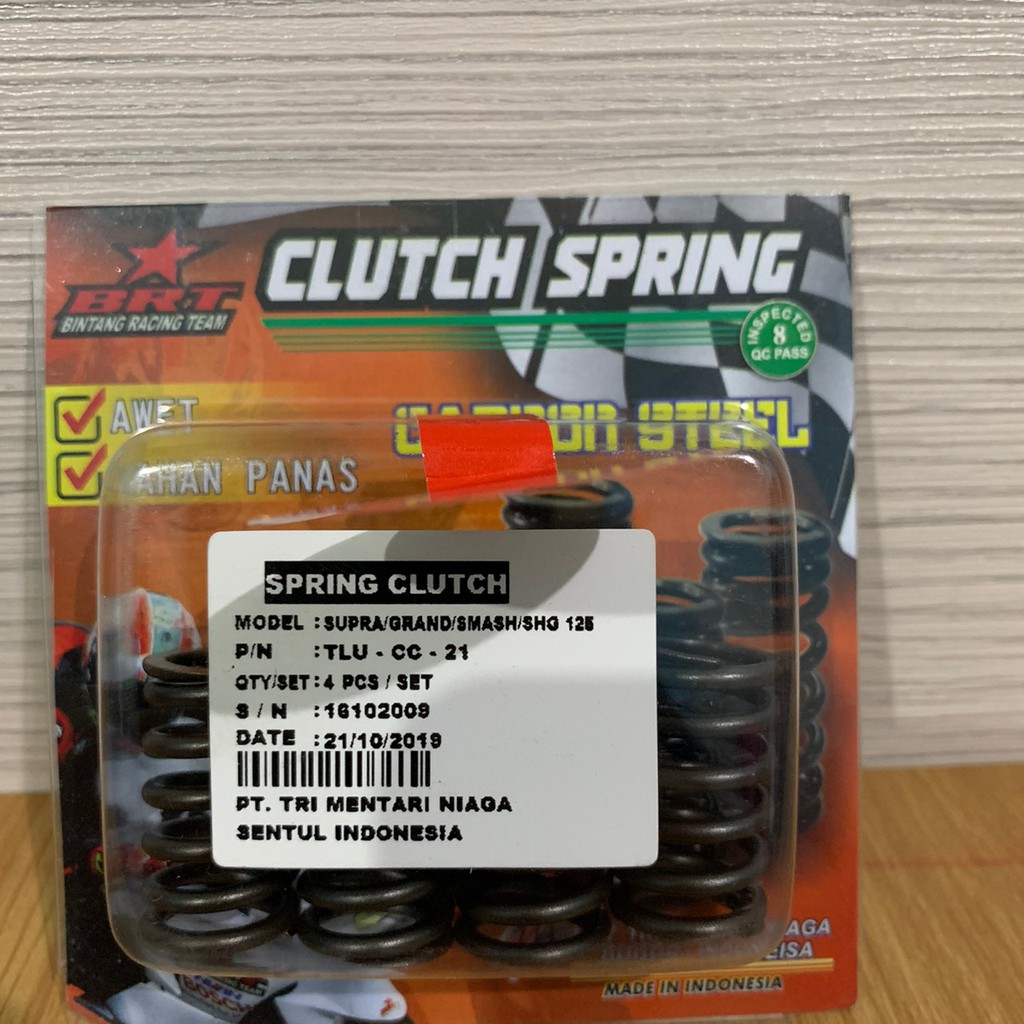 CLUTCH SPRING
BRT
BINTANG RACING TEAM
INSPECTED
8
QC PASS
AWET
PANAS
STEEL
SPRING CLUTCH
MODEL : SUPRA/GRAND/SMASH/SHG 125
P/N : TLU - CC - 21
QTY/SET : 4 PCS / SET
S / N : 16102009
DATE : 21/10/2019
PT. TRI MENTARI NIAGA
SENTUL INDONESIA
MADE IN INDONESIA
BOSCH